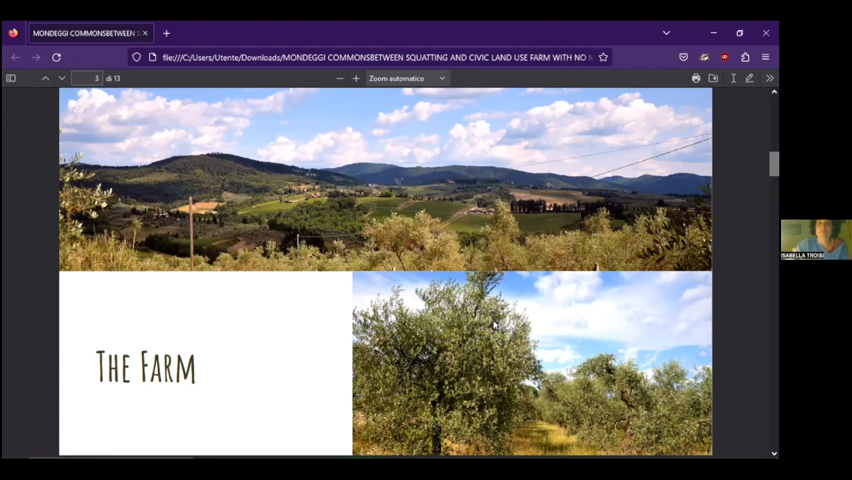 MONDEGGI COMMONSBETWEEN S
file:///C:/Users/Utente/Downloads/MONDEGGI COMMONSBETWEEN SQUATTING AND CIVIC LAND USE FARM WITH NO M
3 di 13
Zoom automatico
THE FARM
ISABELLA TROISI